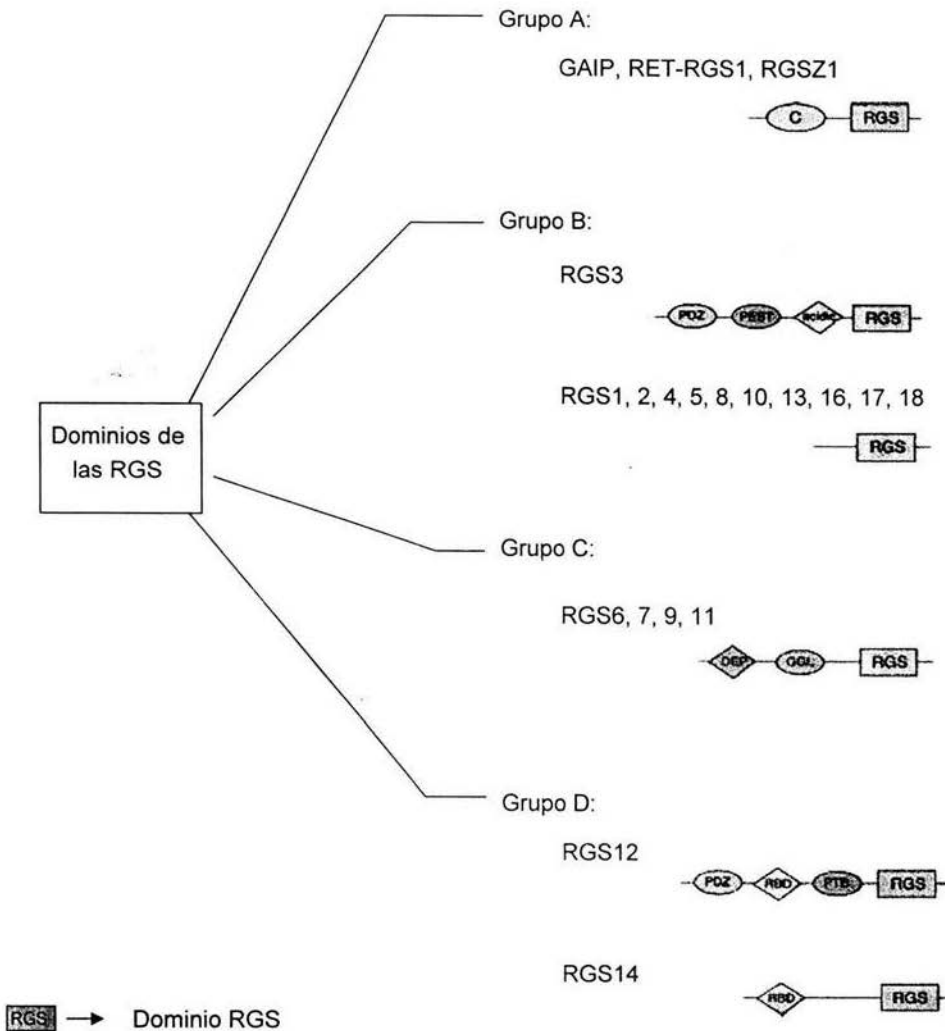 Grupo A:
GAIP, RET-RGS1, RGSZ1
C RGS
Grupo B:
RGS3
PDZ PEST acidic RGS
RGS1, 2, 4, 5, 8, 10, 13, 16, 17, 18
RGS
Dominios de
las RGS
Grupo C:
RGS6, 7, 9, 11
DEP GGL RGS
Grupo D:
RGS12
PDZ RBD PTB RGS
RGS14
RBD RGS
RGS → Dominio RGS